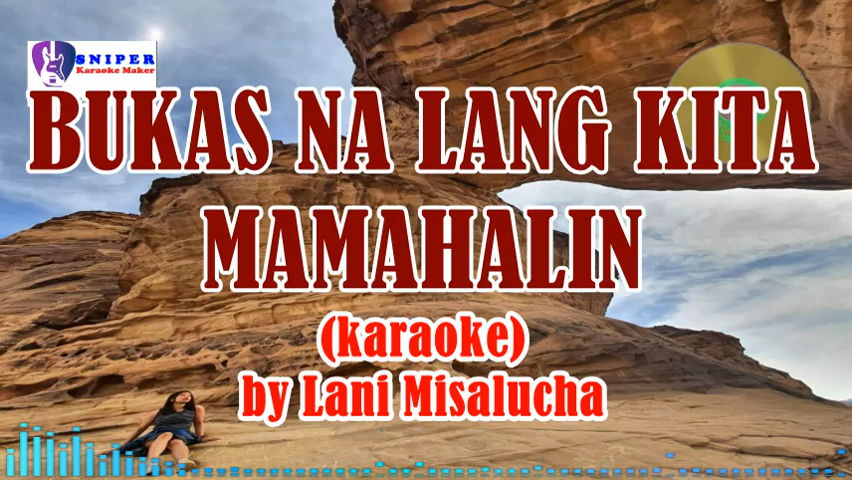 SNIPER
Karaoke Maker
BUKAS NA LANG KITA
MAMAHALIN
(karaoke)
by Lani Misalucha